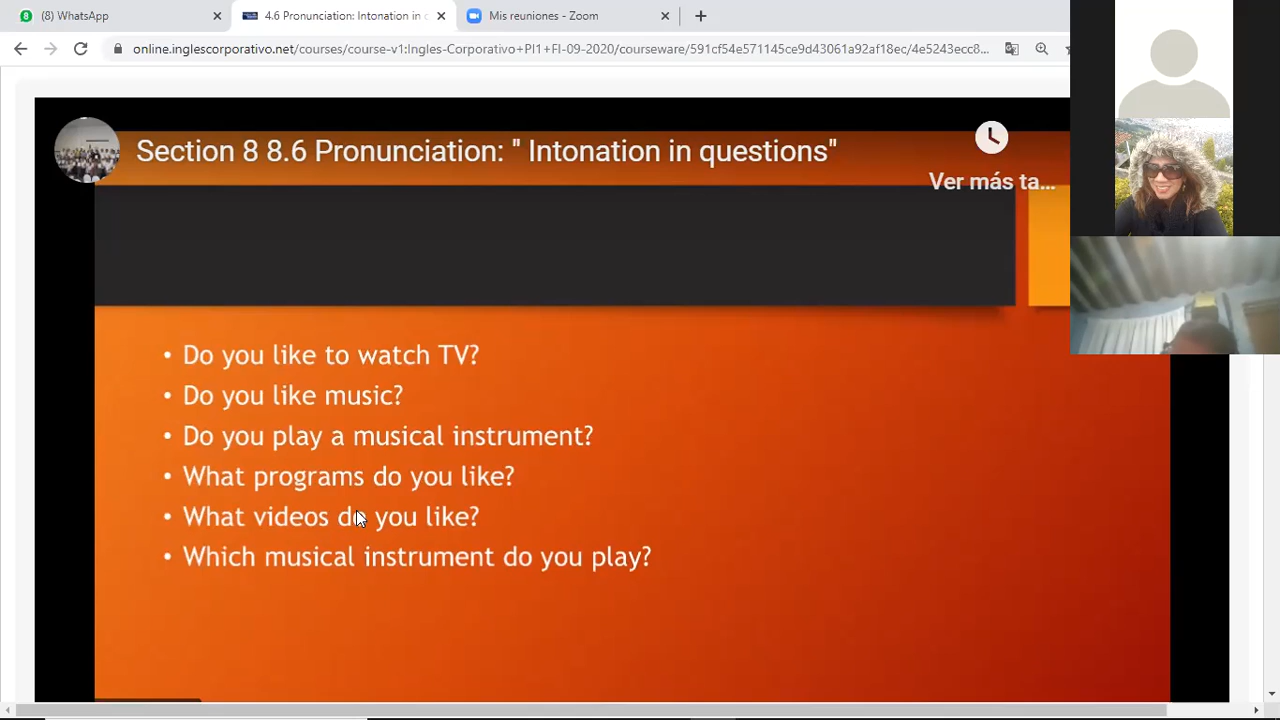 (8) WhatsApp
4.6 Pronunciation: Intonation in c
Mis reuniones - Zoom
online.inglescorporativo.net/courses/course-v1:Ingles-Corporativo+PI1+FI-09-2020/courseware/591cf54e571145ce9d43061a92af18ec/4e5243ecc8...
Section 8 8.6 Pronunciation: " Intonation in questions"
Ver más ta...
• Do you like to watch TV?
• Do you like music?
• Do you play a musical instrument?
• What programs do you like?
• What videos do you like?
• Which musical instrument do you play?